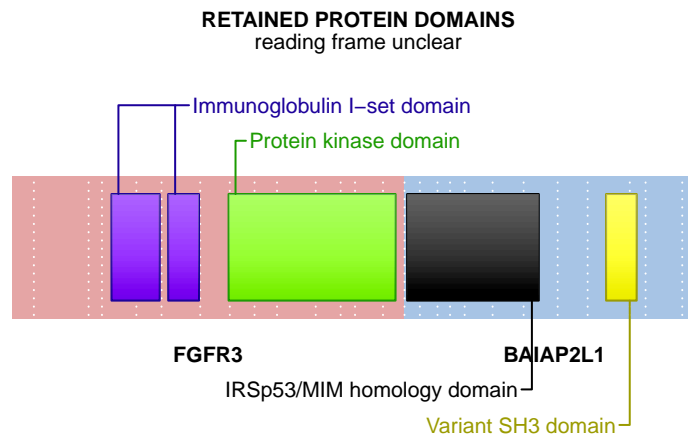 RETAINED PROTEIN DOMAINS
reading frame unclear
Immunoglobulin I−set domain
Protein kinase domain
FGFR3
BAIAP2L1
IRSp53/MIM homology domain
Variant SH3 domain